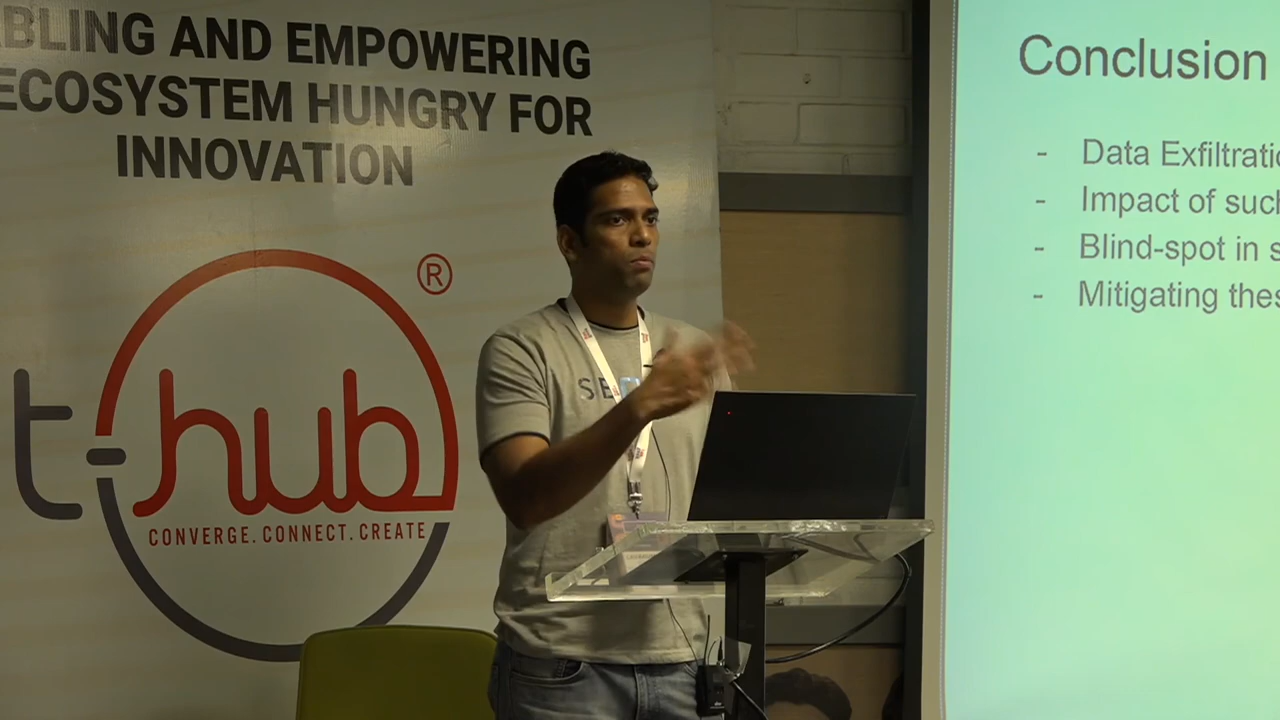 BLING AND EMPOWERING
ECOSYSTEM HUNGRY FOR
INNOVATION
®
t-hub
CONVERGE. CONNECT. CREATE
SE
Conclusion
- Data Exfiltratio
- Impact of such
- Blind-spot in s
- Mitigating thes